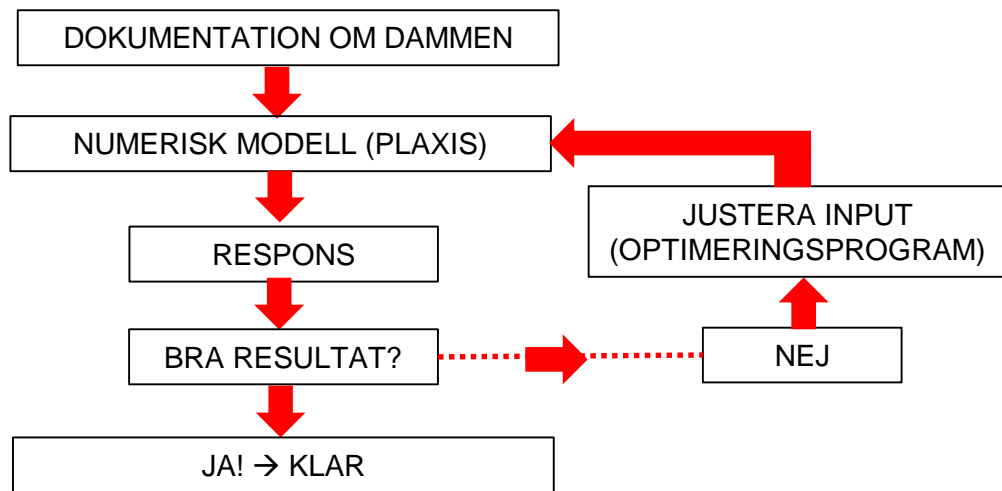 DOKUMENTATION OM DAMMEN
NUMERISK MODELL (PLAXIS)
JUSTERA INPUT
(OPTIMERINGSPROGRAM)
RESPONS
BRA RESULTAT?
NEJ
JA! → KLAR